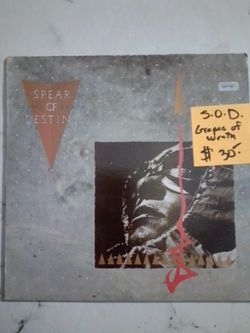 SPEAR
OF
DESTINY
S.O.D.
Grapes of
wrath
$ 30-